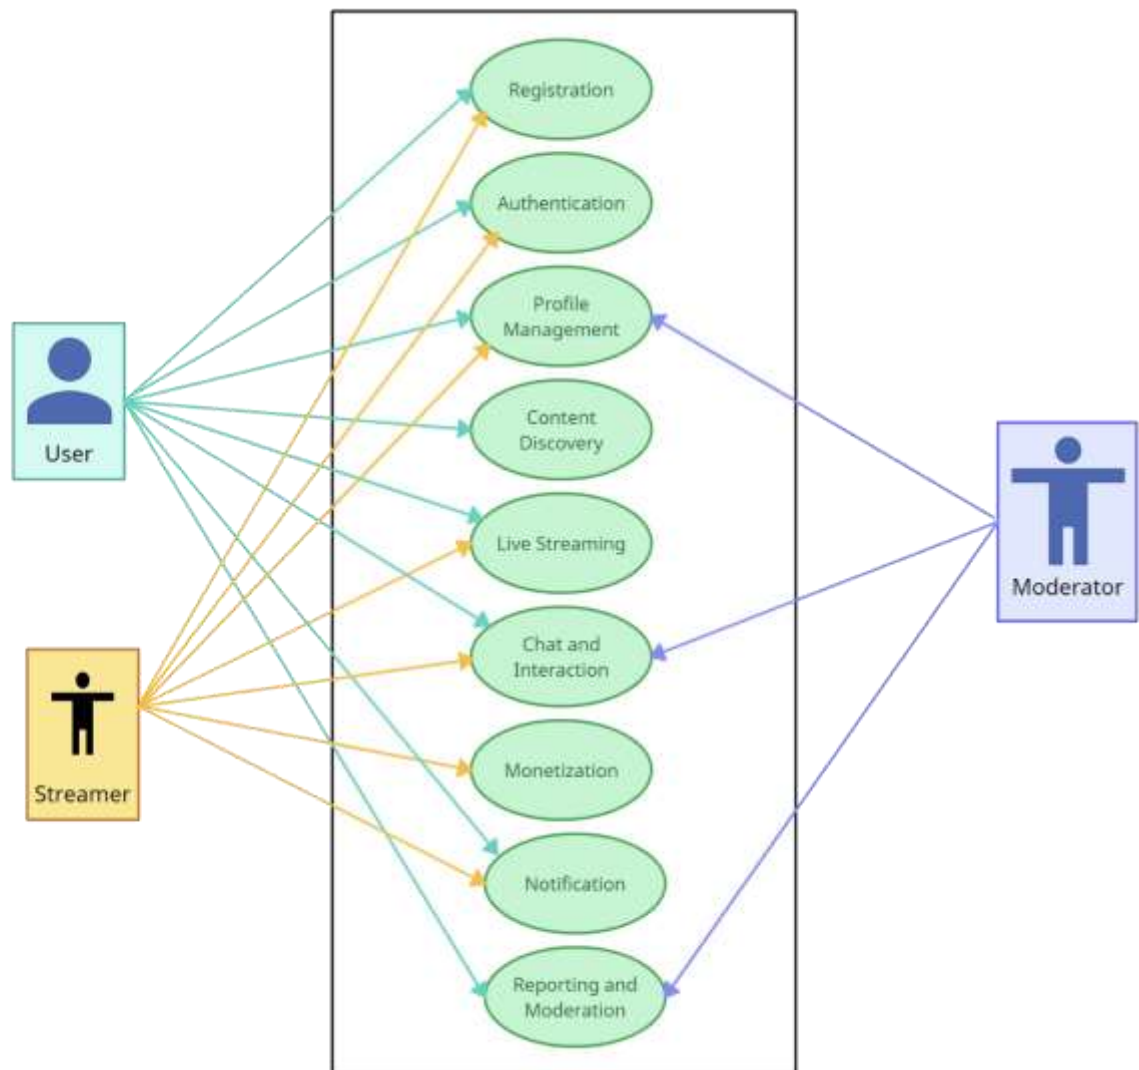 Registration
Authentication
Profile
Management
Content
Discovery
Live Streaming
Chat and
Interaction
Monetization
Notification
Reporting and
Moderation
User
Streamer
Moderator